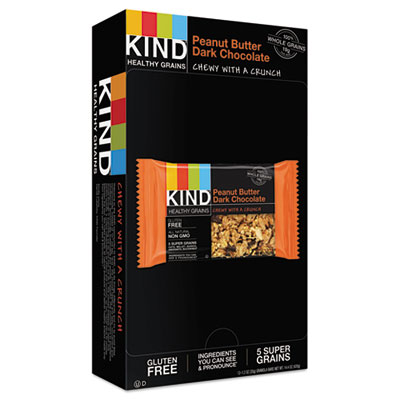 KIND
HEALTHY GRAINS
Peanut Butter
Dark Chocolate
CHEWY WITH A CRUNCH
100%
WHOLE GRAINS
KIND
HEALTHY GRAINS
CHEWY WITH A CRUNCH
KIND
HEALTHY GRAINS
Peanut Butter
Dark Chocolate
CHEWY WITH A CRUNCH
GLUTEN
FREE
ALL NATURAL
NON GMO
5 SUPER GRAINS
GLUTEN
FREE
INGREDIENTS
YOU CAN SEE
& PRONOUNCE
5 SUPER
GRAINS
U D